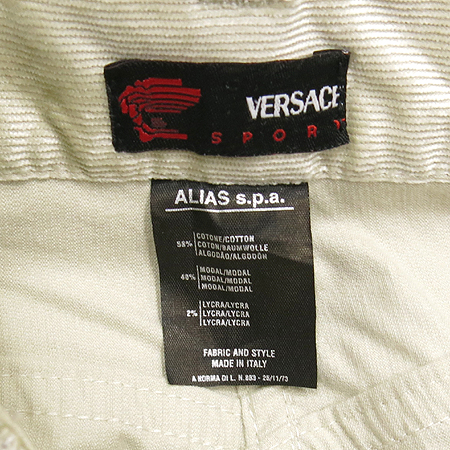 VERSACE
SPORT
ALIAS s.p.a.
58% COTONE/COTTON
COTON/BAUMWOLLE
ALGODÃO/ALGODÓN
40% MODAL/MODAL
MODAL/MODAL
MODAL/MODAL
2% LYCRA/LYCRA
LYCRA/LYCRA
LYCRA/LYCRA
FABRIC AND STYLE
MADE IN ITALY
A NORMA DI L. N. 883 - 26/11/73